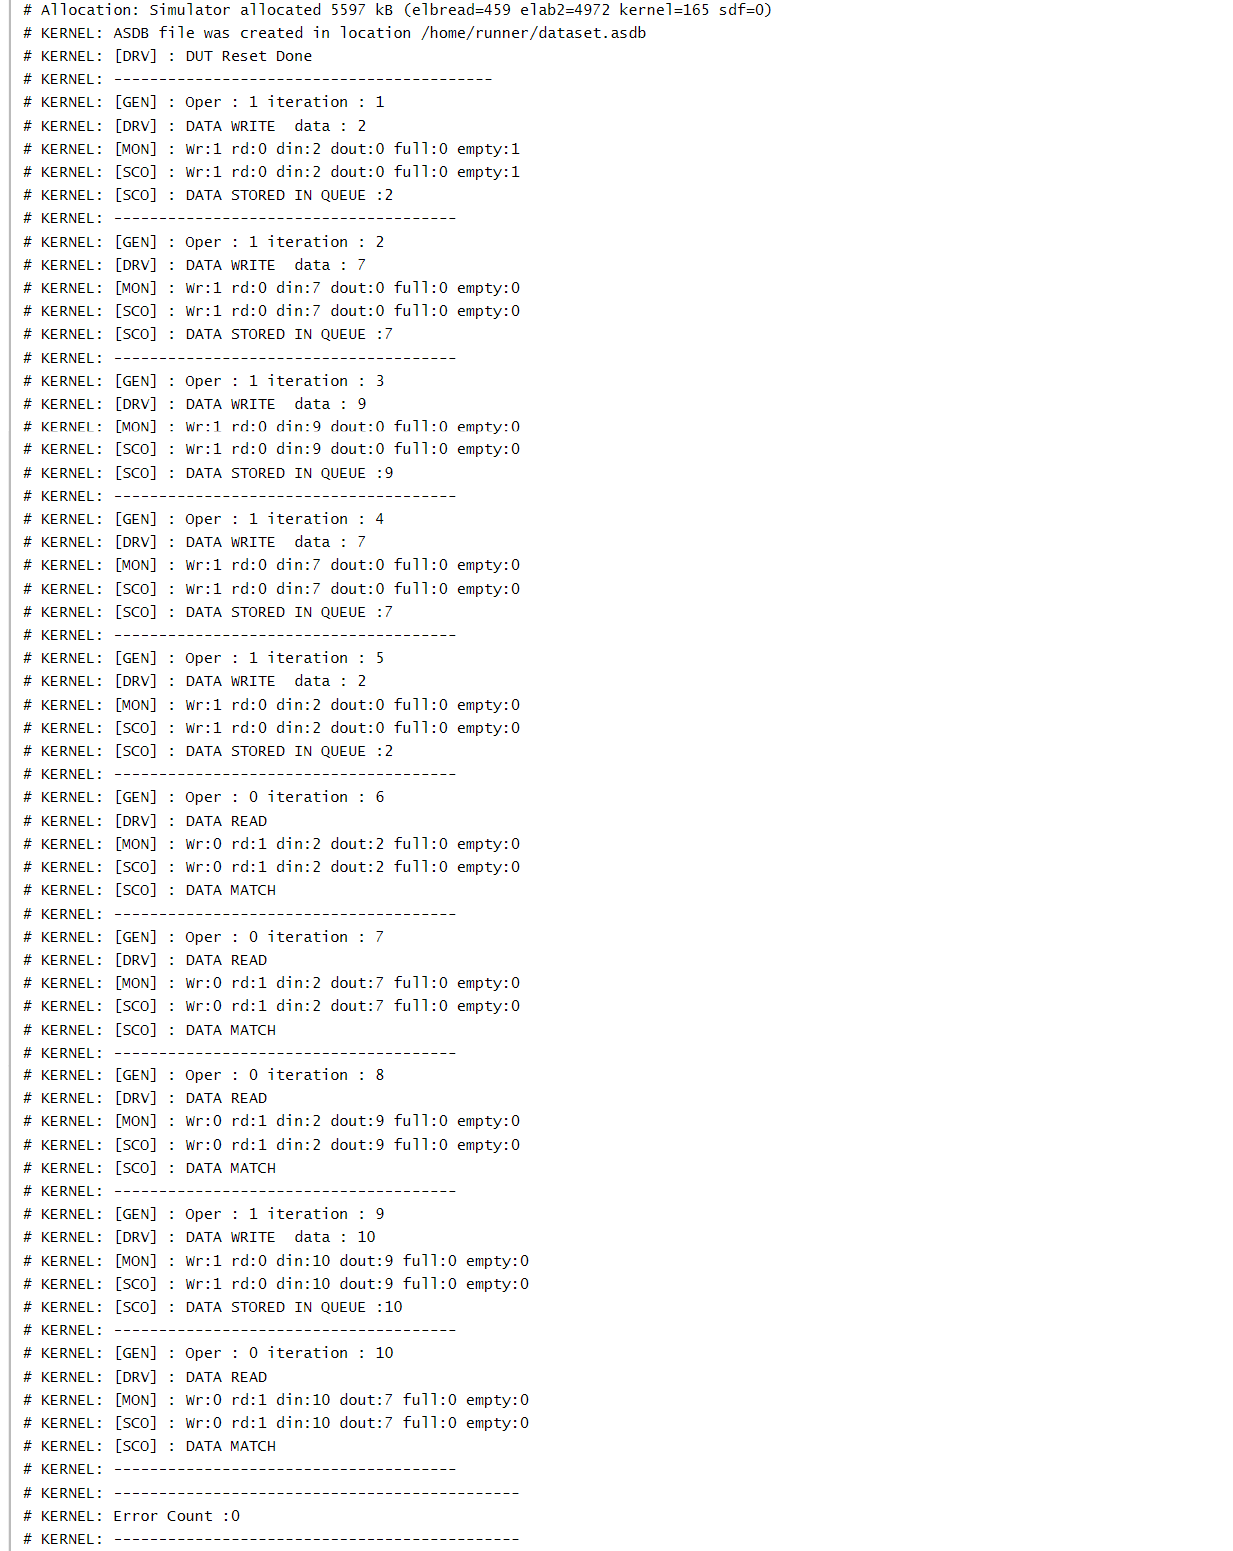 # Allocation: Simulator allocated 5597 kB (elbread=459 elab2=4972 kernel=165 sdf=0)
# KERNEL: ASDB file was created in location /home/runner/dataset.asdb
# KERNEL: [DRV] : DUT Reset Done
# KERNEL: ------------------------------------------
# KERNEL: [GEN] : Oper : 1 iteration : 1
# KERNEL: [DRV] : DATA WRITE  data : 2
# KERNEL: [MON] : Wr:1 rd:0 din:2 dout:0 full:0 empty:1
# KERNEL: [SCO] : Wr:1 rd:0 din:2 dout:0 full:0 empty:1
# KERNEL: [SCO] : DATA STORED IN QUEUE :2
# KERNEL: --------------------------------------
# KERNEL: [GEN] : Oper : 1 iteration : 2
# KERNEL: [DRV] : DATA WRITE  data : 7
# KERNEL: [MON] : Wr:1 rd:0 din:7 dout:0 full:0 empty:0
# KERNEL: [SCO] : Wr:1 rd:0 din:7 dout:0 full:0 empty:0
# KERNEL: [SCO] : DATA STORED IN QUEUE :7
# KERNEL: --------------------------------------
# KERNEL: [GEN] : Oper : 1 iteration : 3
# KERNEL: [DRV] : DATA WRITE  data : 9
# KERNEL: [MON] : Wr:1 rd:0 din:9 dout:0 full:0 empty:0
# KERNEL: [SCO] : Wr:1 rd:0 din:9 dout:0 full:0 empty:0
# KERNEL: [SCO] : DATA STORED IN QUEUE :9
# KERNEL: --------------------------------------
# KERNEL: [GEN] : Oper : 1 iteration : 4
# KERNEL: [DRV] : DATA WRITE  data : 7
# KERNEL: [MON] : Wr:1 rd:0 din:7 dout:0 full:0 empty:0
# KERNEL: [SCO] : Wr:1 rd:0 din:7 dout:0 full:0 empty:0
# KERNEL: [SCO] : DATA STORED IN QUEUE :7
# KERNEL: --------------------------------------
# KERNEL: [GEN] : Oper : 1 iteration : 5
# KERNEL: [DRV] : DATA WRITE  data : 2
# KERNEL: [MON] : Wr:1 rd:0 din:2 dout:0 full:0 empty:0
# KERNEL: [SCO] : Wr:1 rd:0 din:2 dout:0 full:0 empty:0
# KERNEL: [SCO] : DATA STORED IN QUEUE :2
# KERNEL: --------------------------------------
# KERNEL: [GEN] : Oper : 0 iteration : 6
# KERNEL: [DRV] : DATA READ
# KERNEL: [MON] : Wr:0 rd:1 din:2 dout:2 full:0 empty:0
# KERNEL: [SCO] : Wr:0 rd:1 din:2 dout:2 full:0 empty:0
# KERNEL: [SCO] : DATA MATCH
# KERNEL: --------------------------------------
# KERNEL: [GEN] : Oper : 0 iteration : 7
# KERNEL: [DRV] : DATA READ
# KERNEL: [MON] : Wr:0 rd:1 din:2 dout:7 full:0 empty:0
# KERNEL: [SCO] : Wr:0 rd:1 din:2 dout:7 full:0 empty:0
# KERNEL: [SCO] : DATA MATCH
# KERNEL: --------------------------------------
# KERNEL: [GEN] : Oper : 0 iteration : 8
# KERNEL: [DRV] : DATA READ
# KERNEL: [MON] : Wr:0 rd:1 din:2 dout:9 full:0 empty:0
# KERNEL: [SCO] : Wr:0 rd:1 din:2 dout:9 full:0 empty:0
# KERNEL: [SCO] : DATA MATCH
# KERNEL: --------------------------------------
# KERNEL: [GEN] : Oper : 1 iteration : 9
# KERNEL: [DRV] : DATA WRITE  data : 10
# KERNEL: [MON] : Wr:1 rd:0 din:10 dout:9 full:0 empty:0
# KERNEL: [SCO] : Wr:1 rd:0 din:10 dout:9 full:0 empty:0
# KERNEL: [SCO] : DATA STORED IN QUEUE :10
# KERNEL: --------------------------------------
# KERNEL: [GEN] : Oper : 0 iteration : 10
# KERNEL: [DRV] : DATA READ
# KERNEL: [MON] : Wr:0 rd:1 din:10 dout:7 full:0 empty:0
# KERNEL: [SCO] : Wr:0 rd:1 din:10 dout:7 full:0 empty:0
# KERNEL: [SCO] : DATA MATCH
# KERNEL: --------------------------------------
# KERNEL: ---------------------------------------------
# KERNEL: Error Count :0
# KERNEL: ---------------------------------------------